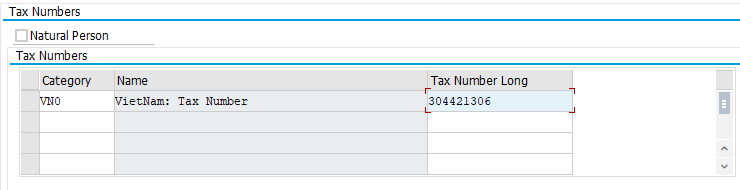 Tax Numbers
Natural Person
Tax Numbers
Category Name Tax Number Long
VN0 VietNam: Tax Number 304421306